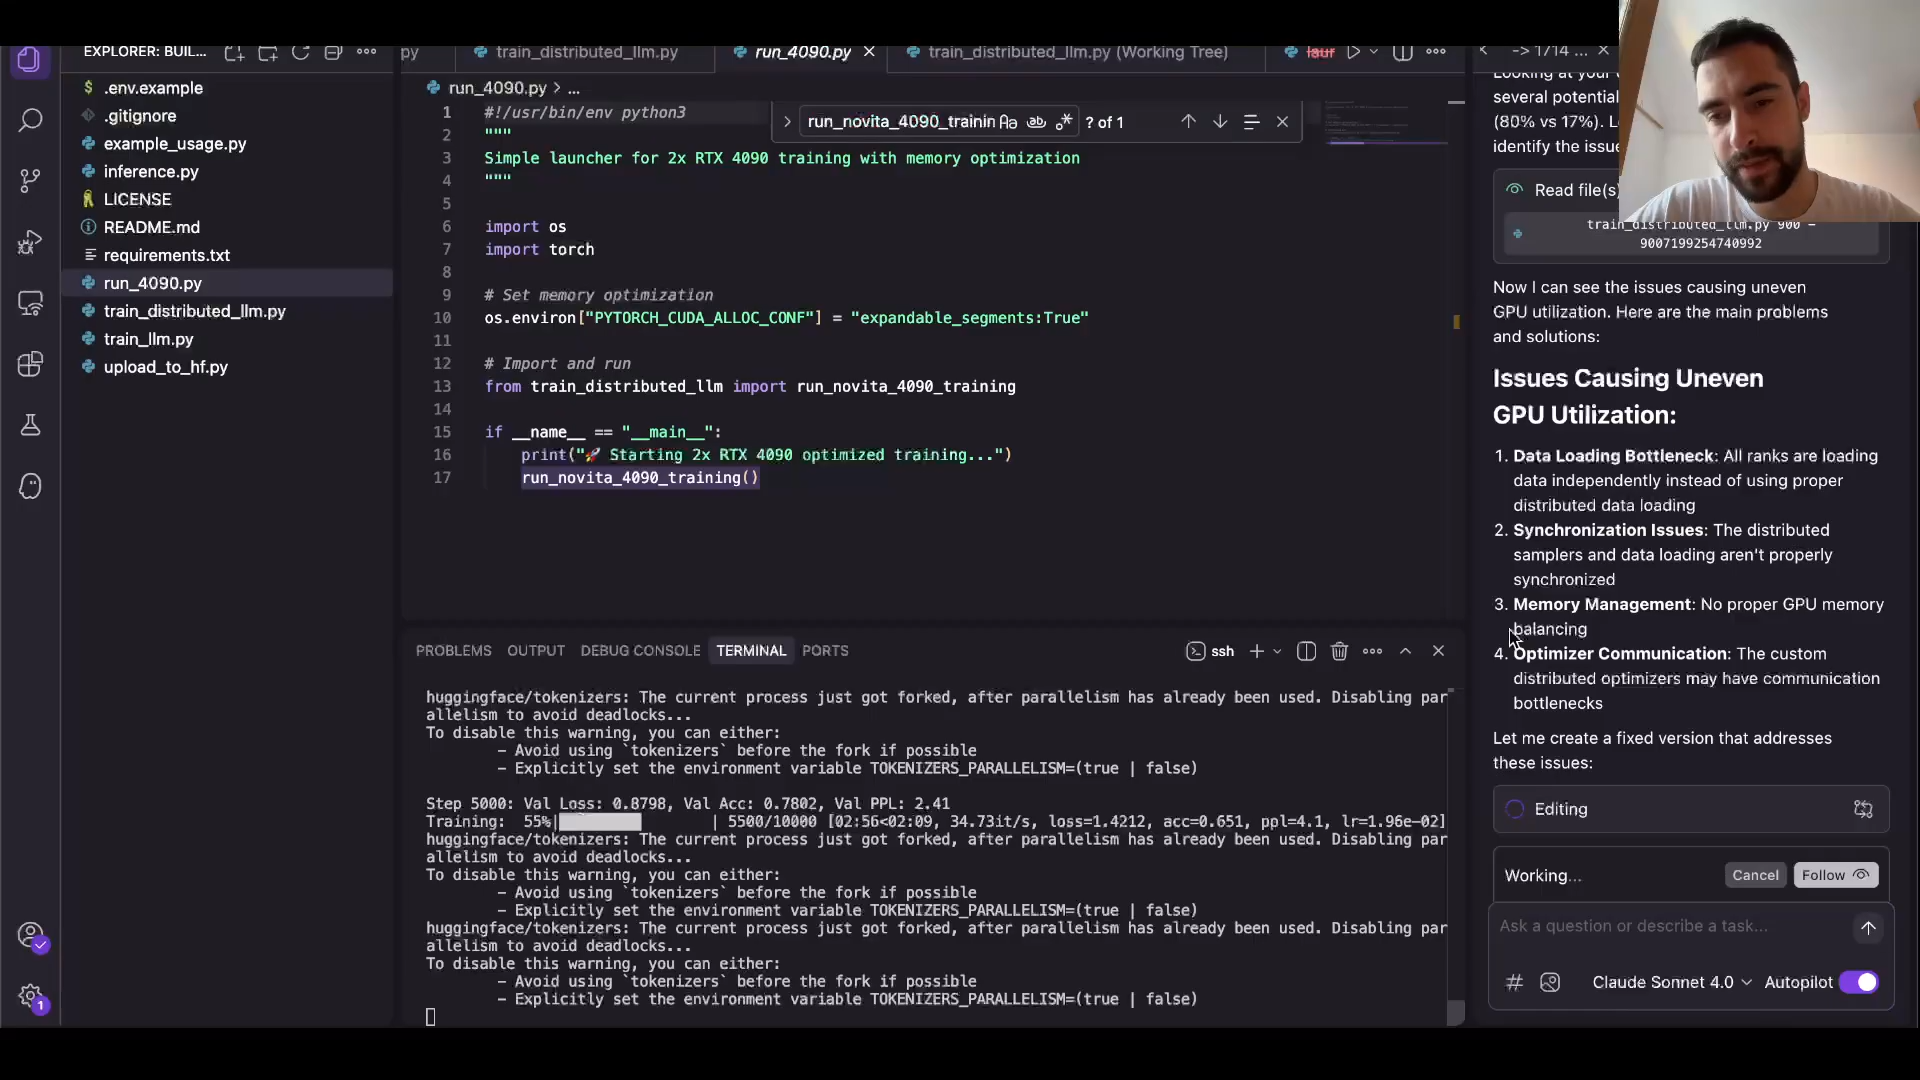 EXPLORER: BUIL...
.env.example
.gitignore
example_usage.py
inference.py
LICENSE
README.md
requirements.txt
run_4090.py
train_distributed_llm.py
train_llm.py
upload_to_hf.py
1
py
train_distributed_llm.py
run_4090.py
train_distributed_llm.py (Working Tree)
run_4090.py > ...
run_novita_4090_trainin
? of 1
1 #!/usr/bin/env python3
2 """
3 Simple launcher for 2x RTX 4090 training with memory optimization
4 """
5
6 import os
7 import torch
8
9 # Set memory optimization
10 os.environ["PYTORCH_CUDA_ALLOC_CONF"] = "expandable_segments:True"
11
12 # Import and run
13 from train_distributed_llm import run_novita_4090_training
14
15 if __name__ == "__main__":
16 print("🚀 Starting 2x RTX 4090 optimized training...")
17 run_novita_4090_training()
PROBLEMS OUTPUT DEBUG CONSOLE TERMINAL PORTS
ssh
huggingface/tokenizers: The current process just got forked, after parallelism has already been used. Disabling par
allelism to avoid deadlocks...
To disable this warning, you can either:
- Avoid using `tokenizers` before the fork if possible
- Explicitly set the environment variable TOKENIZERS_PARALLELISM=(true | false)
Step 5000: Val Loss: 0.8798, Val Acc: 0.7802, Val PPL: 2.41
Training: 55%| | 5500/10000 [02:56<02:09, 34.73it/s, loss=1.4212, acc=0.651, ppl=4.1, lr=1.96e-02]
huggingface/tokenizers: The current process just got forked, after parallelism has already been used. Disabling par
allelism to avoid deadlocks...
To disable this warning, you can either:
- Avoid using `tokenizers` before the fork if possible
- Explicitly set the environment variable TOKENIZERS_PARALLELISM=(true | false)
huggingface/tokenizers: The current process just got forked, after parallelism has already been used. Disabling par
allelism to avoid deadlocks...
To disable this warning, you can either:
- Avoid using `tokenizers` before the fork if possible
- Explicitly set the environment variable TOKENIZERS_PARALLELISM=(true | false)
-> 1714 ...
Looking at your
several potential
(80% vs 17%).
identify the issue
Read file(s)
train_distributed_llm.py 900 –
9007199254740992
Now I can see the issues causing uneven
GPU utilization. Here are the main problems
and solutions:
Issues Causing Uneven
GPU Utilization:
1. Data Loading Bottleneck: All ranks are loading
data independently instead of using proper
distributed data loading
2. Synchronization Issues: The distributed
samplers and data loading aren't properly
synchronized
3. Memory Management: No proper GPU memory
balancing
4. Optimizer Communication: The custom
distributed optimizers may have communication
bottlenecks
Let me create a fixed version that addresses
these issues:
Editing
Working...
Cancel
Follow
Ask a question or describe a task...
Claude Sonnet 4.0
Autopilot